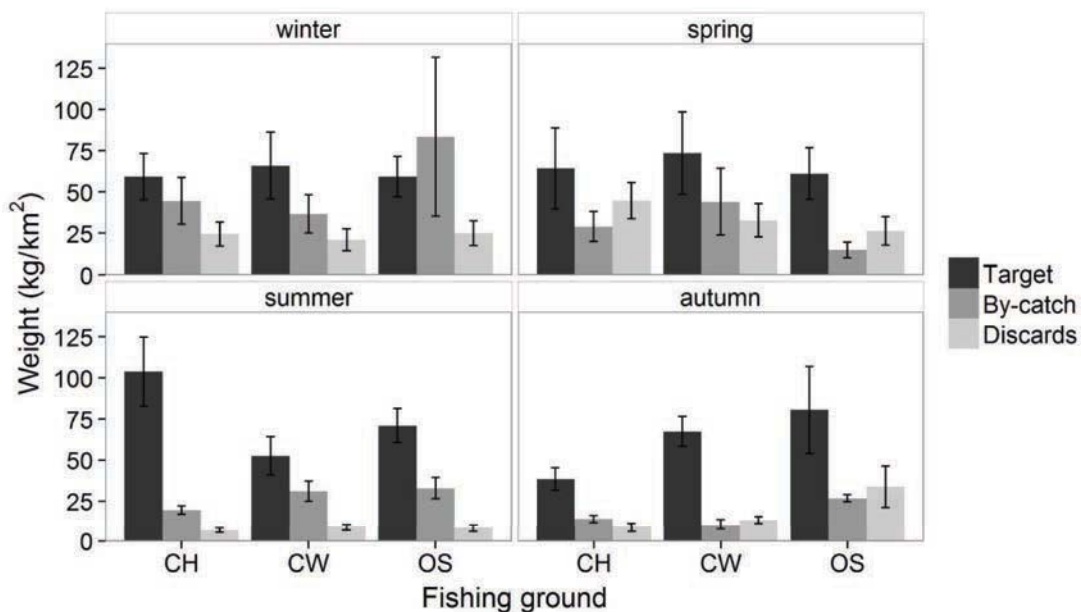 winter
spring
125
100
75
50
25
0
Target
By-catch
Discards
summer
autumn
125
100
75
50
25
0
CH
CW
OS
CH
CW
OS
Weight (kg/km²)
Fishing ground